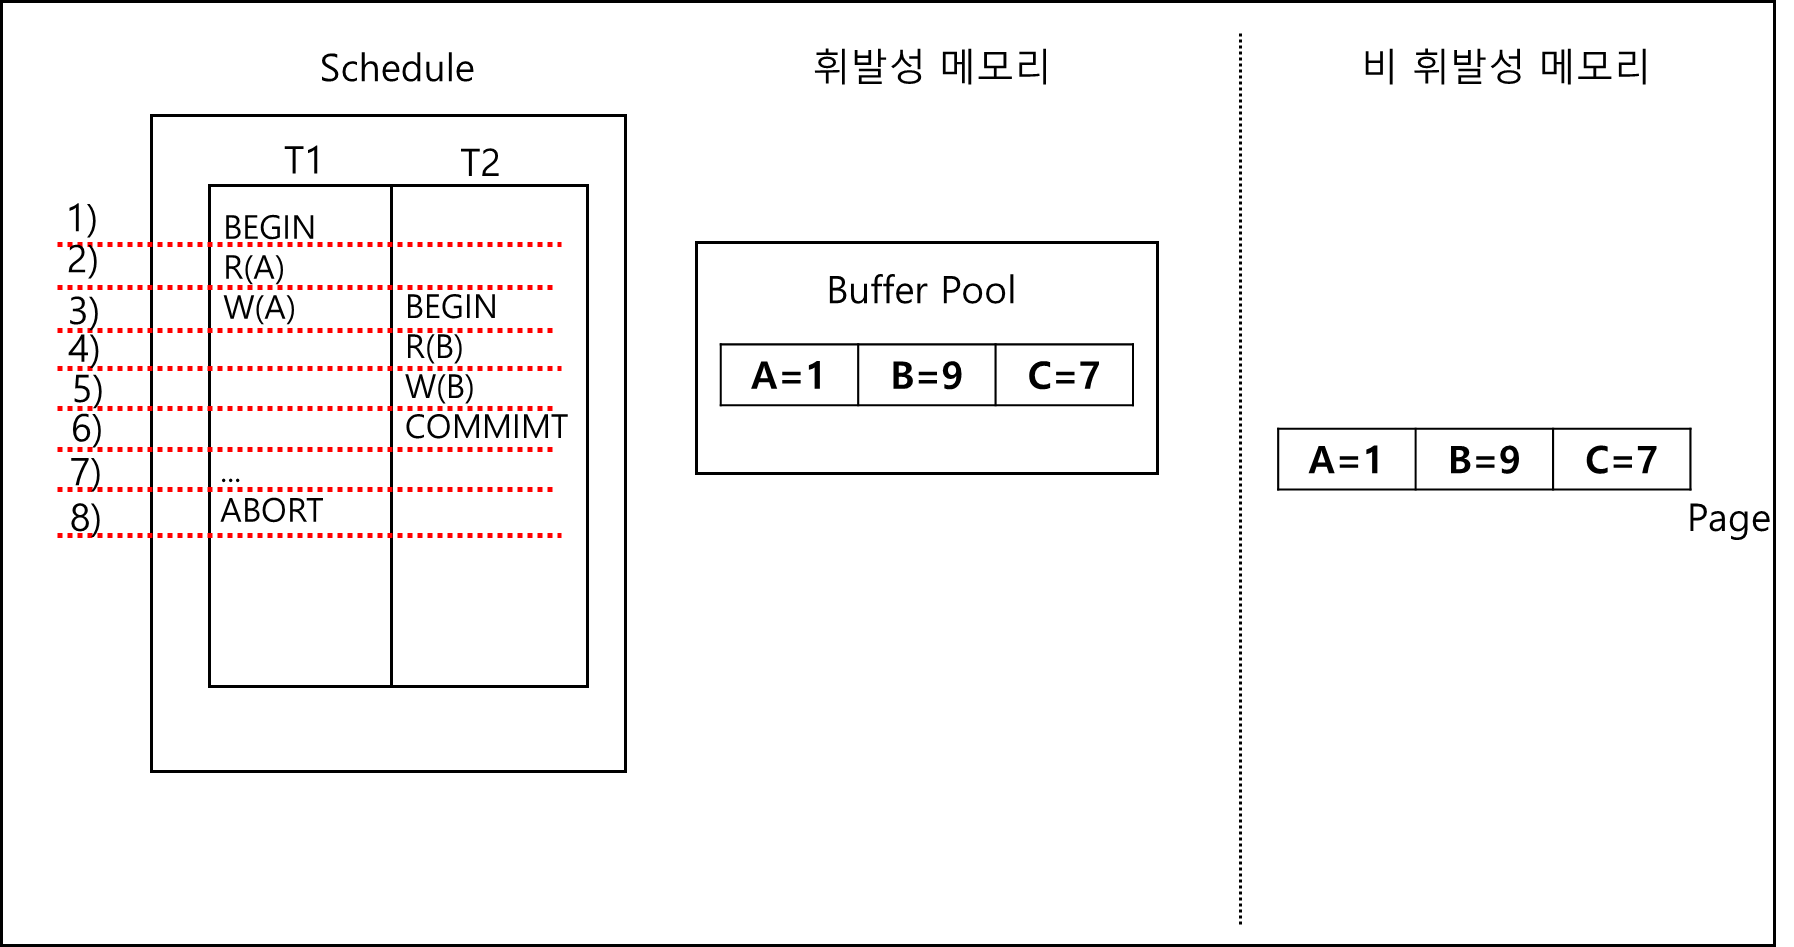 Schedule
휘발성 메모리
비 휘발성 메모리
T1
T2
1)
BEGIN
2)
R(A)
3)
W(A)
BEGIN
4)
R(B)
5)
W(B)
6)
COMMIMT
7)
...
8)
ABORT
Buffer Pool
A=1
B=9
C=7
A=1
B=9
C=7
Page